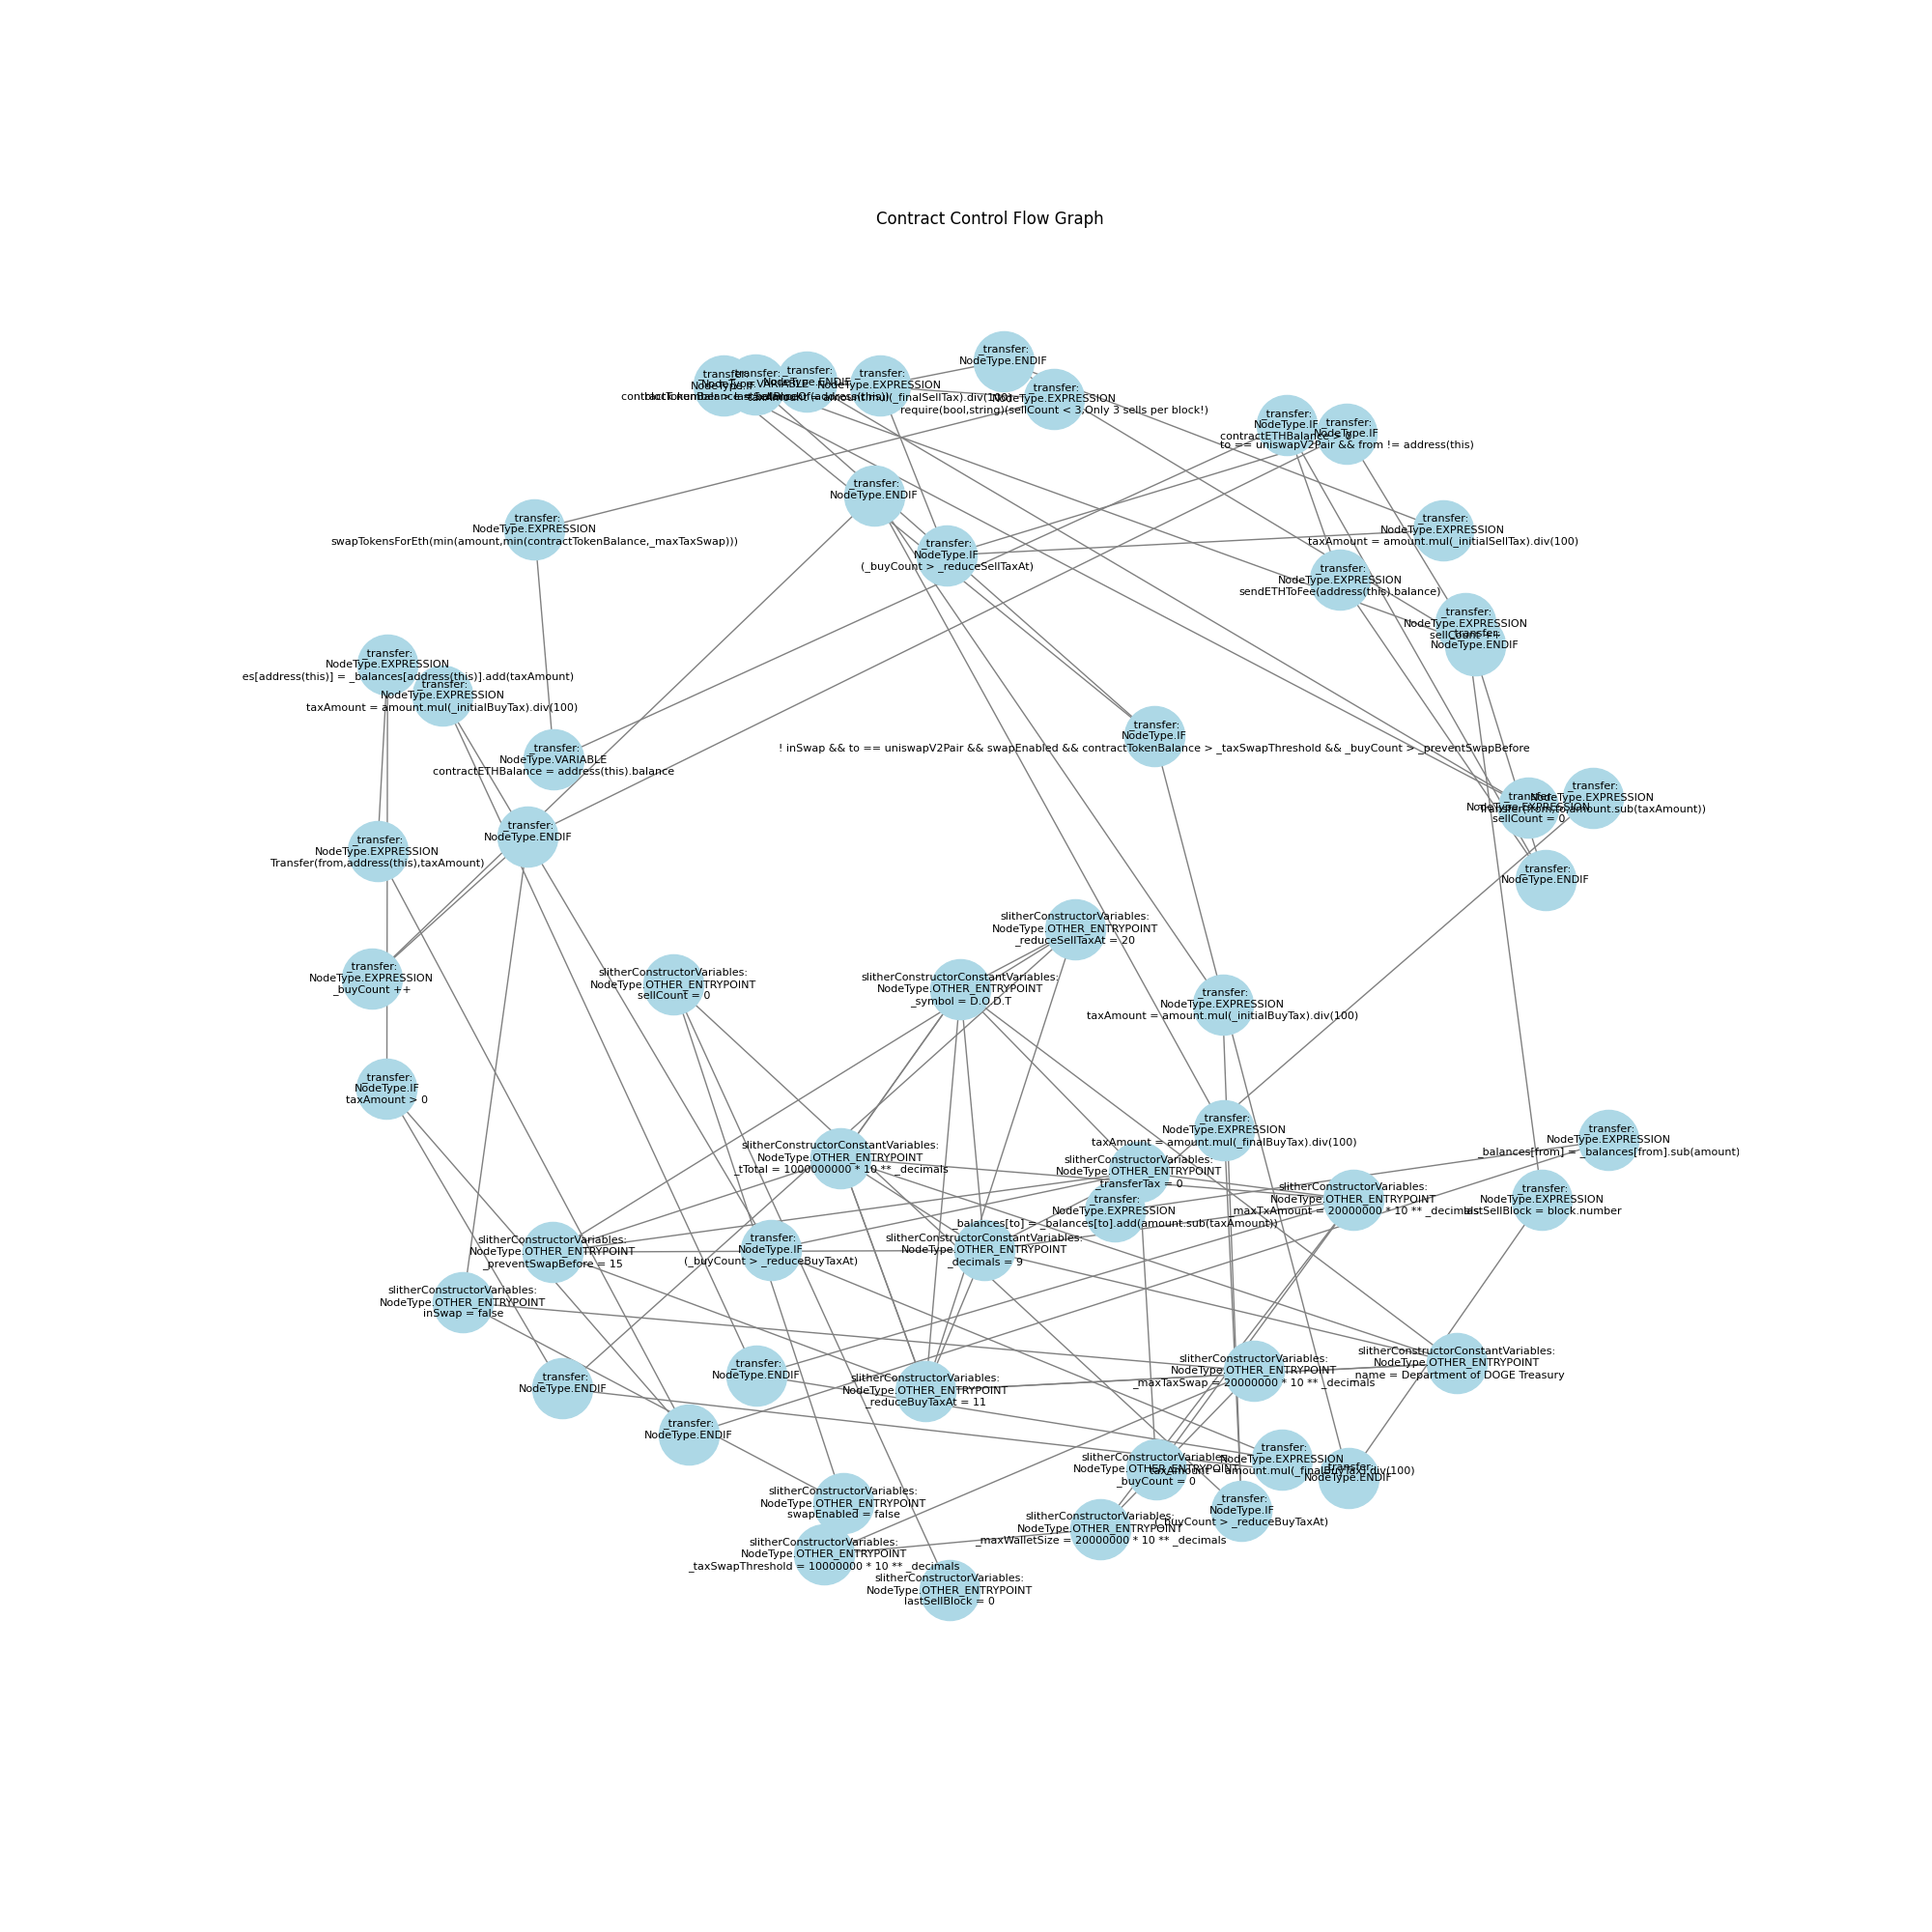 Contract Control Flow Graph
_transfer:
NodeType.ENDIF
_transfer:
NodeType.IF
_transfer:
NodeType.VARIABLE
_transfer:
NodeType.ENDIF
_transfer:
NodeType.EXPRESSION
taxAmount = amount.mul(_finalSellTax).div(100)
_transfer:
NodeType.EXPRESSION
require(bool,string)(sellCount < 3,Only 3 sells per block!)
_transfer:
NodeType.IF
contractETHBalance > 0
_transfer:
NodeType.IF
to == uniswapV2Pair && from != address(this)
_transfer:
NodeType.ENDIF
_transfer:
NodeType.EXPRESSION
swapTokensForEth(min(amount,min(contractTokenBalance,_maxTaxSwap)))
_transfer:
NodeType.EXPRESSION
taxAmount = amount.mul(_initialSellTax).div(100)
_transfer:
NodeType.IF
(_buyCount > _reduceSellTaxAt)
_transfer:
NodeType.EXPRESSION
sendETHToFee(address(this).balance)
_transfer:
NodeType.EXPRESSION
sellCount ++
_transfer:
NodeType.ENDIF
_transfer:
NodeType.EXPRESSION
es[address(this)] = _balances[address(this)].add(taxAmount)
_transfer:
NodeType.EXPRESSION
taxAmount = amount.mul(_initialBuyTax).div(100)
_transfer:
NodeType.IF
! inSwap && to == uniswapV2Pair && swapEnabled && contractTokenBalance > _taxSwapThreshold && _buyCount > _preventSwapBefore
_transfer:
NodeType.VARIABLE
contractETHBalance = address(this).balance
_transfer:
NodeType.EXPRESSION
Transfer(from,to,amount.sub(taxAmount))
_transfer:
NodeType.EXPRESSION
sellCount = 0
_transfer:
NodeType.ENDIF
_transfer:
NodeType.EXPRESSION
Transfer(from,address(this),taxAmount)
_transfer:
NodeType.ENDIF
slitherConstructorVariables:
NodeType.OTHER_ENTRYPOINT
_reduceSellTaxAt = 20
_transfer:
NodeType.EXPRESSION
_buyCount ++
slitherConstructorVariables:
NodeType.OTHER_ENTRYPOINT
sellCount = 0
slitherConstructorConstantVariables:
NodeType.OTHER_ENTRYPOINT
_symbol = D.O.D.T
_transfer:
NodeType.EXPRESSION
taxAmount = amount.mul(_initialBuyTax).div(100)
_transfer:
NodeType.IF
taxAmount > 0
_transfer:
NodeType.EXPRESSION
taxAmount = amount.mul(_finalBuyTax).div(100)
_transfer:
NodeType.EXPRESSION
_balances[from] = _balances[from].sub(amount)
slitherConstructorConstantVariables:
NodeType.OTHER_ENTRYPOINT
_tTotal = 1000000000 * 10 ** _decimals
slitherConstructorVariables:
NodeType.OTHER_ENTRYPOINT
_transferTax = 0
slitherConstructorVariables:
NodeType.OTHER_ENTRYPOINT
_maxTxAmount = 20000000 * 10 ** _decimals
_transfer:
NodeType.EXPRESSION
lastSellBlock = block.number
_transfer:
NodeType.EXPRESSION
_balances[to] = _balances[to].add(amount.sub(taxAmount))
slitherConstructorVariables:
NodeType.OTHER_ENTRYPOINT
_preventSwapBefore = 15
_transfer:
NodeType.IF
(_buyCount > _reduceBuyTaxAt)
slitherConstructorConstantVariables:
NodeType.OTHER_ENTRYPOINT
_decimals = 9
slitherConstructorVariables:
NodeType.OTHER_ENTRYPOINT
inSwap = false
slitherConstructorConstantVariables:
NodeType.OTHER_ENTRYPOINT
_name = Department of DOGE Treasury
slitherConstructorVariables:
NodeType.OTHER_ENTRYPOINT
_maxTaxSwap = 20000000 * 10 ** _decimals
_transfer:
NodeType.ENDIF
_transfer:
NodeType.ENDIF
slitherConstructorVariables:
NodeType.OTHER_ENTRYPOINT
_reduceBuyTaxAt = 11
_transfer:
NodeType.ENDIF
slitherConstructorVariables:
NodeType.OTHER_ENTRYPOINT
_buyCount = 0
_transfer:
NodeType.EXPRESSION
taxAmount = amount.mul(_finalBuyTax).div(100)
_transfer:
NodeType.ENDIF
slitherConstructorVariables:
NodeType.OTHER_ENTRYPOINT
swapEnabled = false
_transfer:
NodeType.IF
(_buyCount > _reduceBuyTaxAt)
slitherConstructorVariables:
NodeType.OTHER_ENTRYPOINT
_maxWalletSize = 20000000 * 10 ** _decimals
slitherConstructorVariables:
NodeType.OTHER_ENTRYPOINT
_taxSwapThreshold = 10000000 * 10 ** _decimals
slitherConstructorVariables:
NodeType.OTHER_ENTRYPOINT
lastSellBlock = 0